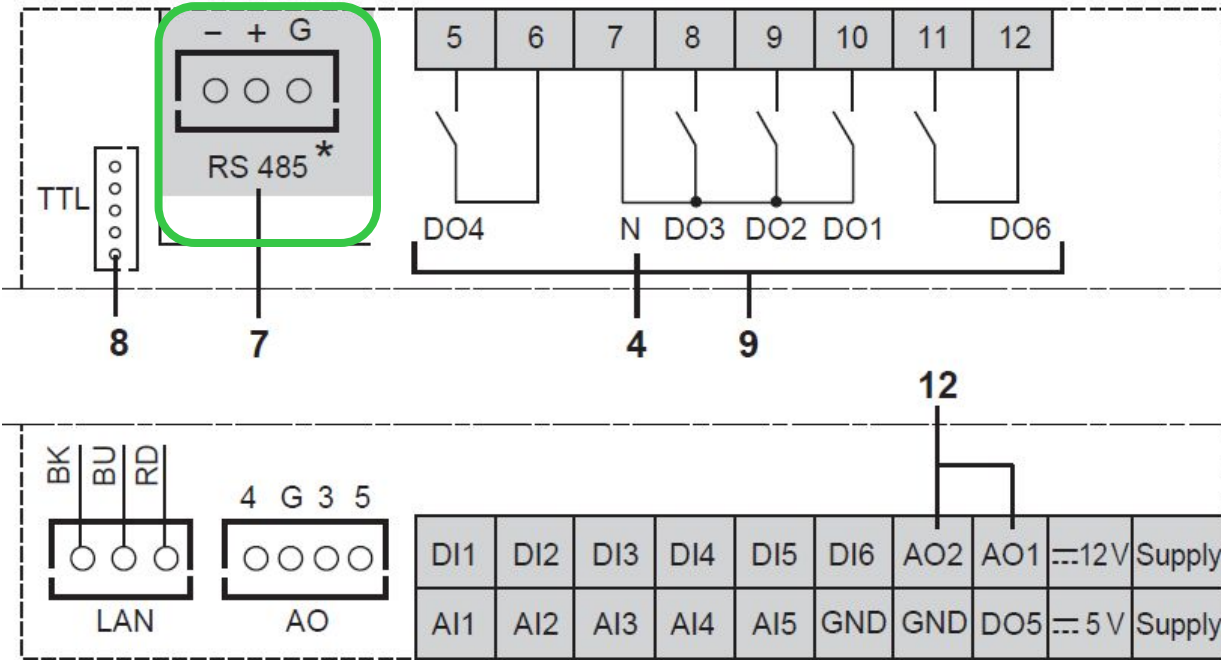 − + G
5 6 7 8 9 10 11 12
RS 485 *
TTL
DO4 N DO3 DO2 DO1 DO6
8 7 4 9
12
BK BU RD
4 G 3 5
DI1 DI2 DI3 DI4 DI5 DI6 AO2 AO1 ⎓12 V Supply
LAN AO
AI1 AI2 AI3 AI4 AI5 GND GND DO5 ⎓ 5 V Supply